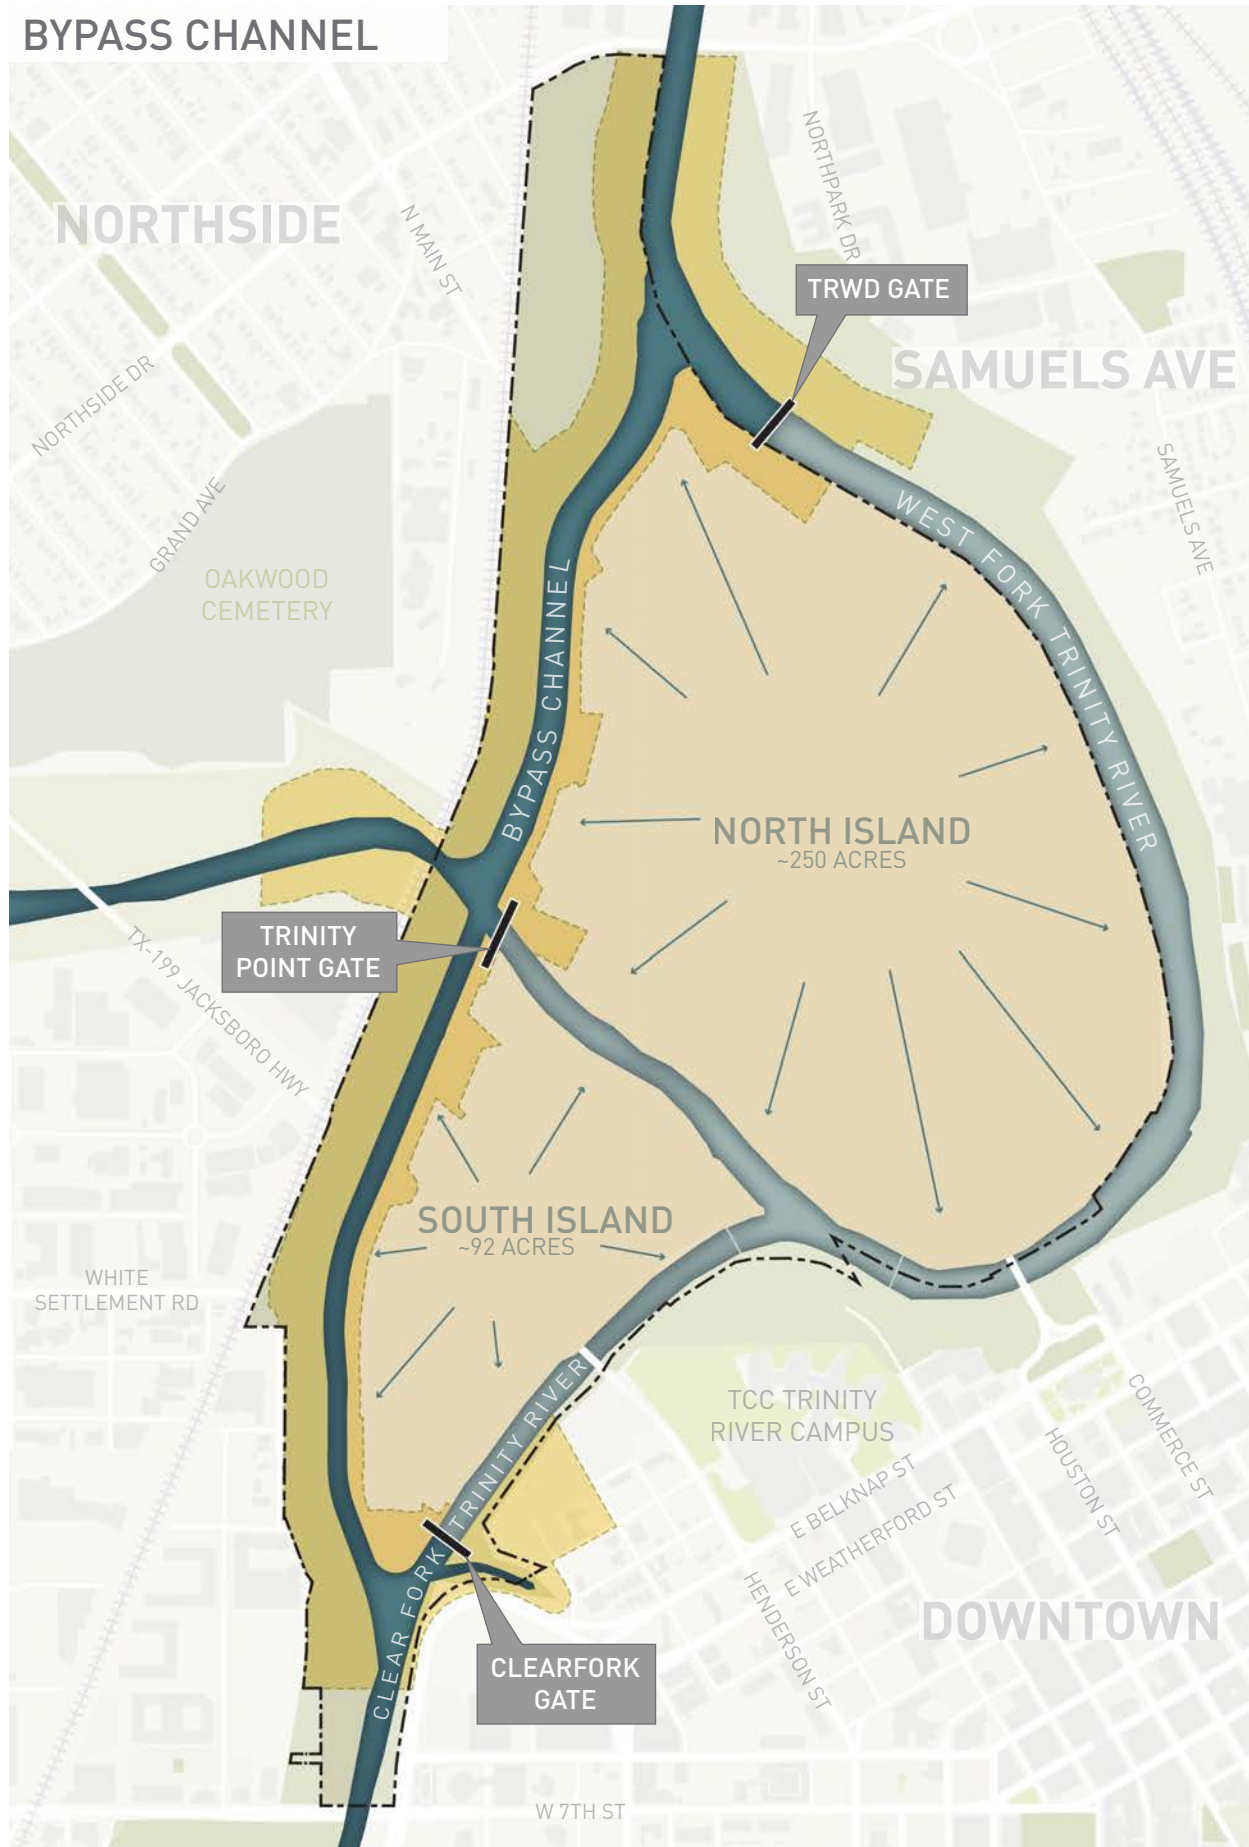 BYPASS CHANNEL
NORTHSIDE
N MAIN ST
NORTHPARK DR
TRWD GATE
SAMUELS AVE
NORTHSIDE DR
GRAND AVE
SAMUELS AVE
WEST FORK TRINITY RIVER
OAKWOOD
CEMETERY
BYPASS CHANNEL
NORTH ISLAND
~250 ACRES
TRINITY
POINT GATE
TX-199 JACKSBORO HWY
SOUTH ISLAND
~92 ACRES
WHITE
SETTLEMENT RD
TCC TRINITY
RIVER CAMPUS
COMMERCE ST
HOUSTON ST
E BELKNAP ST
E WEATHERFORD ST
HENDERSON ST
CLEAR FORK TRINITY RIVER
DOWNTOWN
CLEARFORK
GATE
W 7TH ST